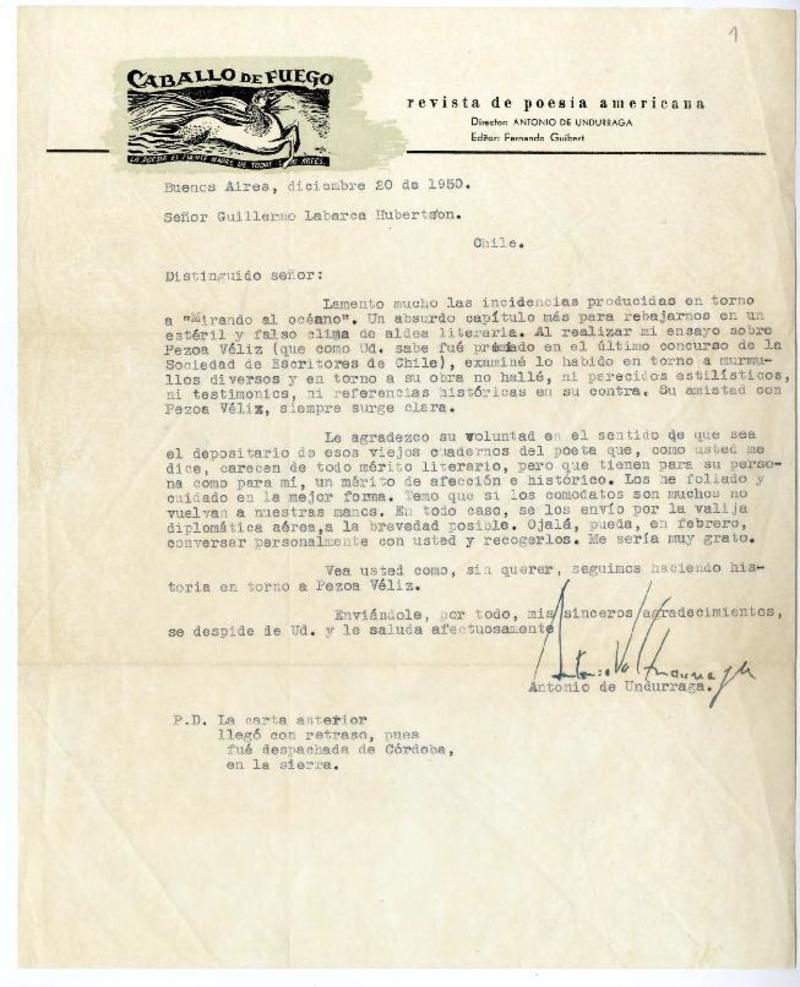 1
CABALLO DE FUEGO
LA POESIA ES FUENTE MADRE DE TODAS LAS ARTES.
revista de poesía americana
Director: ANTONIO DE UNDURRAGA
Editor: Fernando Guibert
Buenos Aires, diciembre 20 de 1950.
Señor Guillermo Labarca Hubertson.
Chile.
Distinguido señor:
Lamento mucho las incidencias producidas en torno
a "Mirando al océano". Un absurdo capítulo más para rebajarnos en un
estéril y falso clima de aldea literaria. Al realizar mi ensayo sobre
Pezoa Véliz (que como Ud. sabe fué premiado en el último concurso de la
Sociedad de Escritores de Chile), examiné lo habido en torno a murmu-
llos diversos y en torno a su obra no hallé, ni parecidos estilísticos,
ni testimonios, ni referencias históricas en su contra. Su amistad con
Pezoa Véliz, siempre surge clara.
Le agradezco su voluntad en el sentido de que sea
el depositario de esos viejos cuadernos del poeta que, como usted me
dice, carecen de todo mérito literario, pero que tienen para su perso-
na como para mí, un mérito de afección e histórico. Los he foliado y
cuidado en la mejor forma. Temo que si los comodatos son muchos no
vuelvan a nuestras manos. En todo caso, se los envío por la valija
diplomática aérea,a la brevedad posible. Ojalá, pueda, en febrero,
conversar personalmente con usted y recogerlos. Me sería muy grato.
Vea usted como, sin querer, seguimos haciendo his-
toria en torno a Pezoa Véliz.
Enviándole, por todo, mis sinceros agradecimientos,
se despide de Ud. y le saluda afectuosamente
Antonio de Undurraga
Antonio de Undurraga.
P.D. La carta anterior
llegó con retraso, pues
fué despachada de Córdoba,
en la sierra.